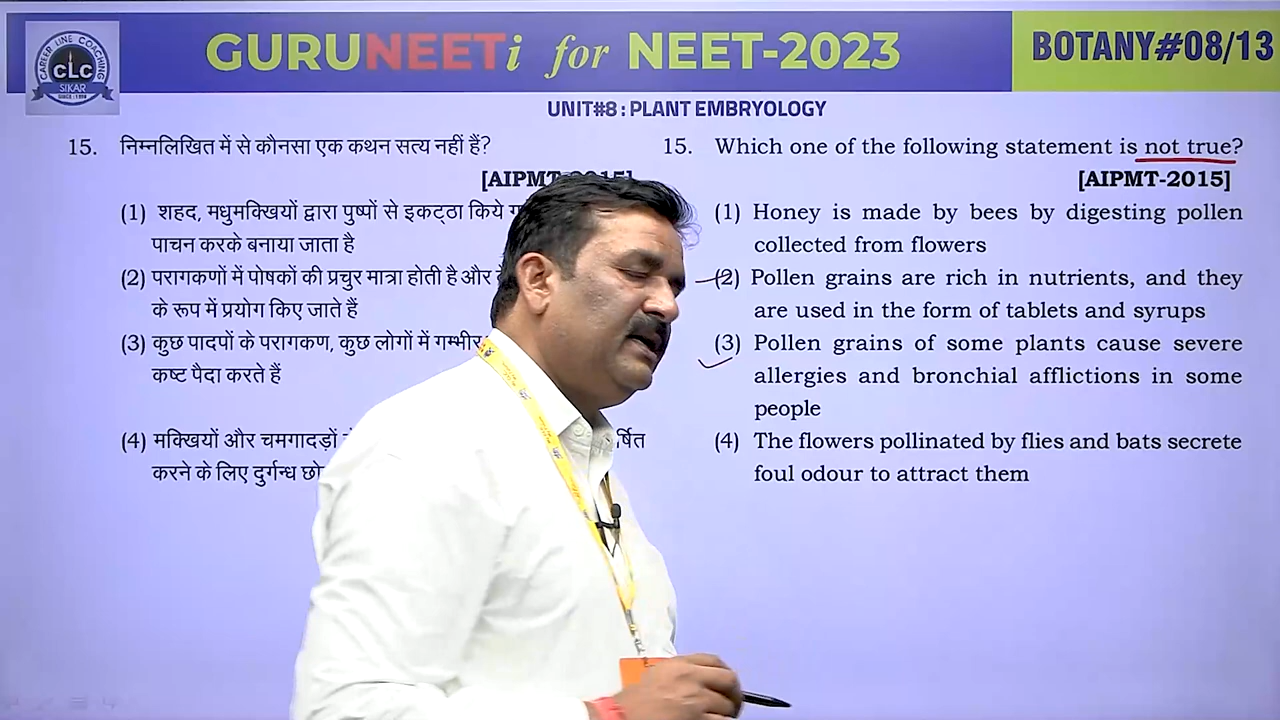 CAREER LINE COACHING
CLC
SIKAR
SINCE : 1996
GURUNEETi for NEET-2023
BOTANY#08/13
UNIT#8 : PLANT EMBRYOLOGY
15. निम्नलिखित में से कौनसा एक कथन सत्य नहीं हैं?
[AIPMT-2015]
(1) शहद, मधुमक्खियों द्वारा पुष्पों से इकट्ठा किये
पाचन करके बनाया जाता है
(2) परागकणों में पोषकों की प्रचुर मात्रा होती है और
के रूप में प्रयोग किए जाते हैं
(3) कुछ पादपों के परागकण, कुछ लोगों में गम्भीर
कष्ट पैदा करते हैं
(4) मक्खियों और चमगादड़ों
करने के लिए दुर्गन्ध
15. Which one of the following statement is not true?
[AIPMT-2015]
(1) Honey is made by bees by digesting pollen
collected from flowers
(2) Pollen grains are rich in nutrients, and they
are used in the form of tablets and syrups
(3) Pollen grains of some plants cause severe
allergies and bronchial afflictions in some
people
(4) The flowers pollinated by flies and bats secrete
foul odour to attract them